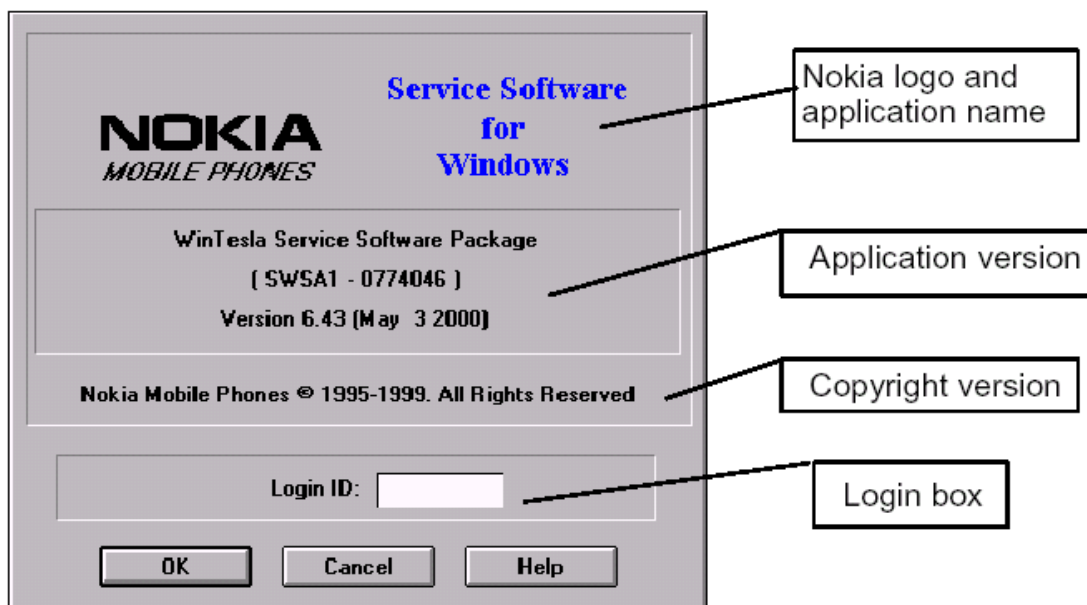 NOKIA
MOBILE PHONES
Service Software
for
Windows
WinTesla Service Software Package
( SWSA1 - 0774046 )
Version 6.43 (May  3 2000)
Nokia Mobile Phones © 1995-1999. All Rights Reserved
Login ID:
OK
Cancel
Help
Nokia logo and
application name
Application version
Copyright version
Login box